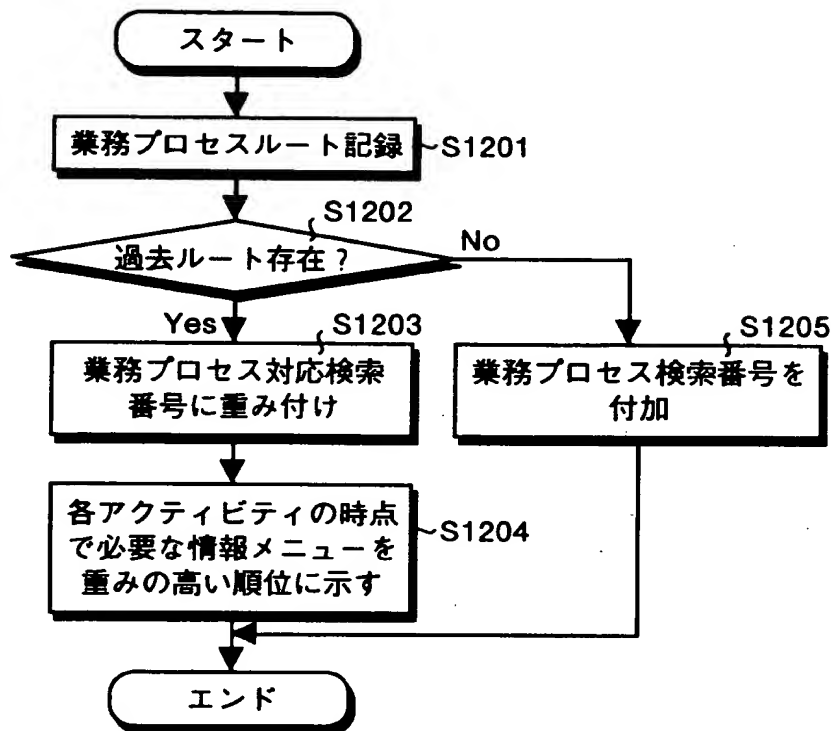 スタート
業務プロセスルート記録
S1201
S1202
過去ルート存在?
No
Yes
S1203
業務プロセス対応検索
番号に重み付け
S1205
業務プロセス検索番号を
付加
各アクティビティの時点
で必要な情報メニューを
重みの高い順位に示す
S1204
エンド